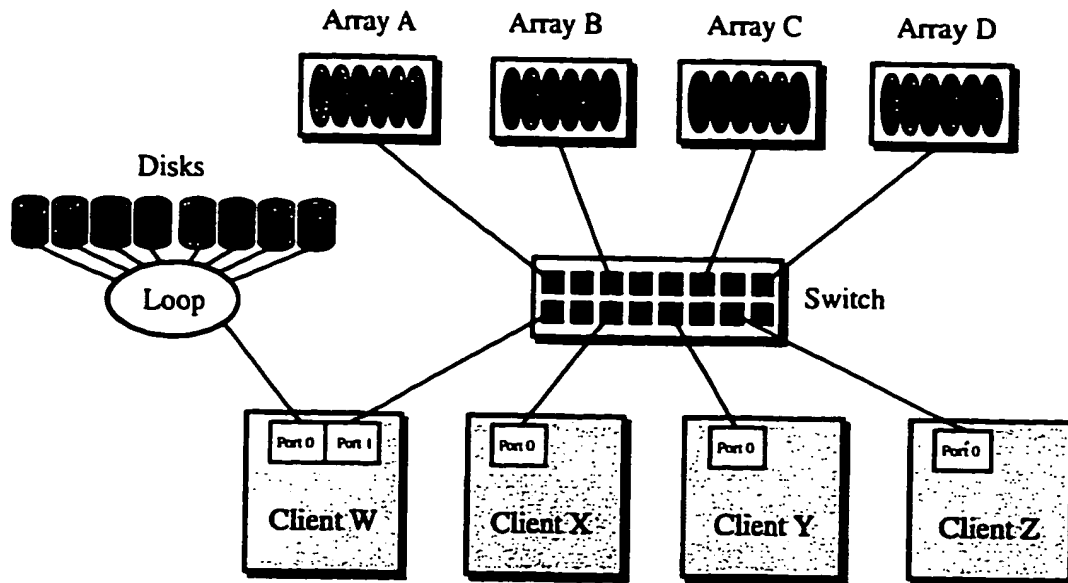 Array A
Array B
Array C
Array D
Disks
Loop
Switch
Port 0
Port 1
Port 0
Port 0
Port 0
Client W
Client X
Client Y
Client Z